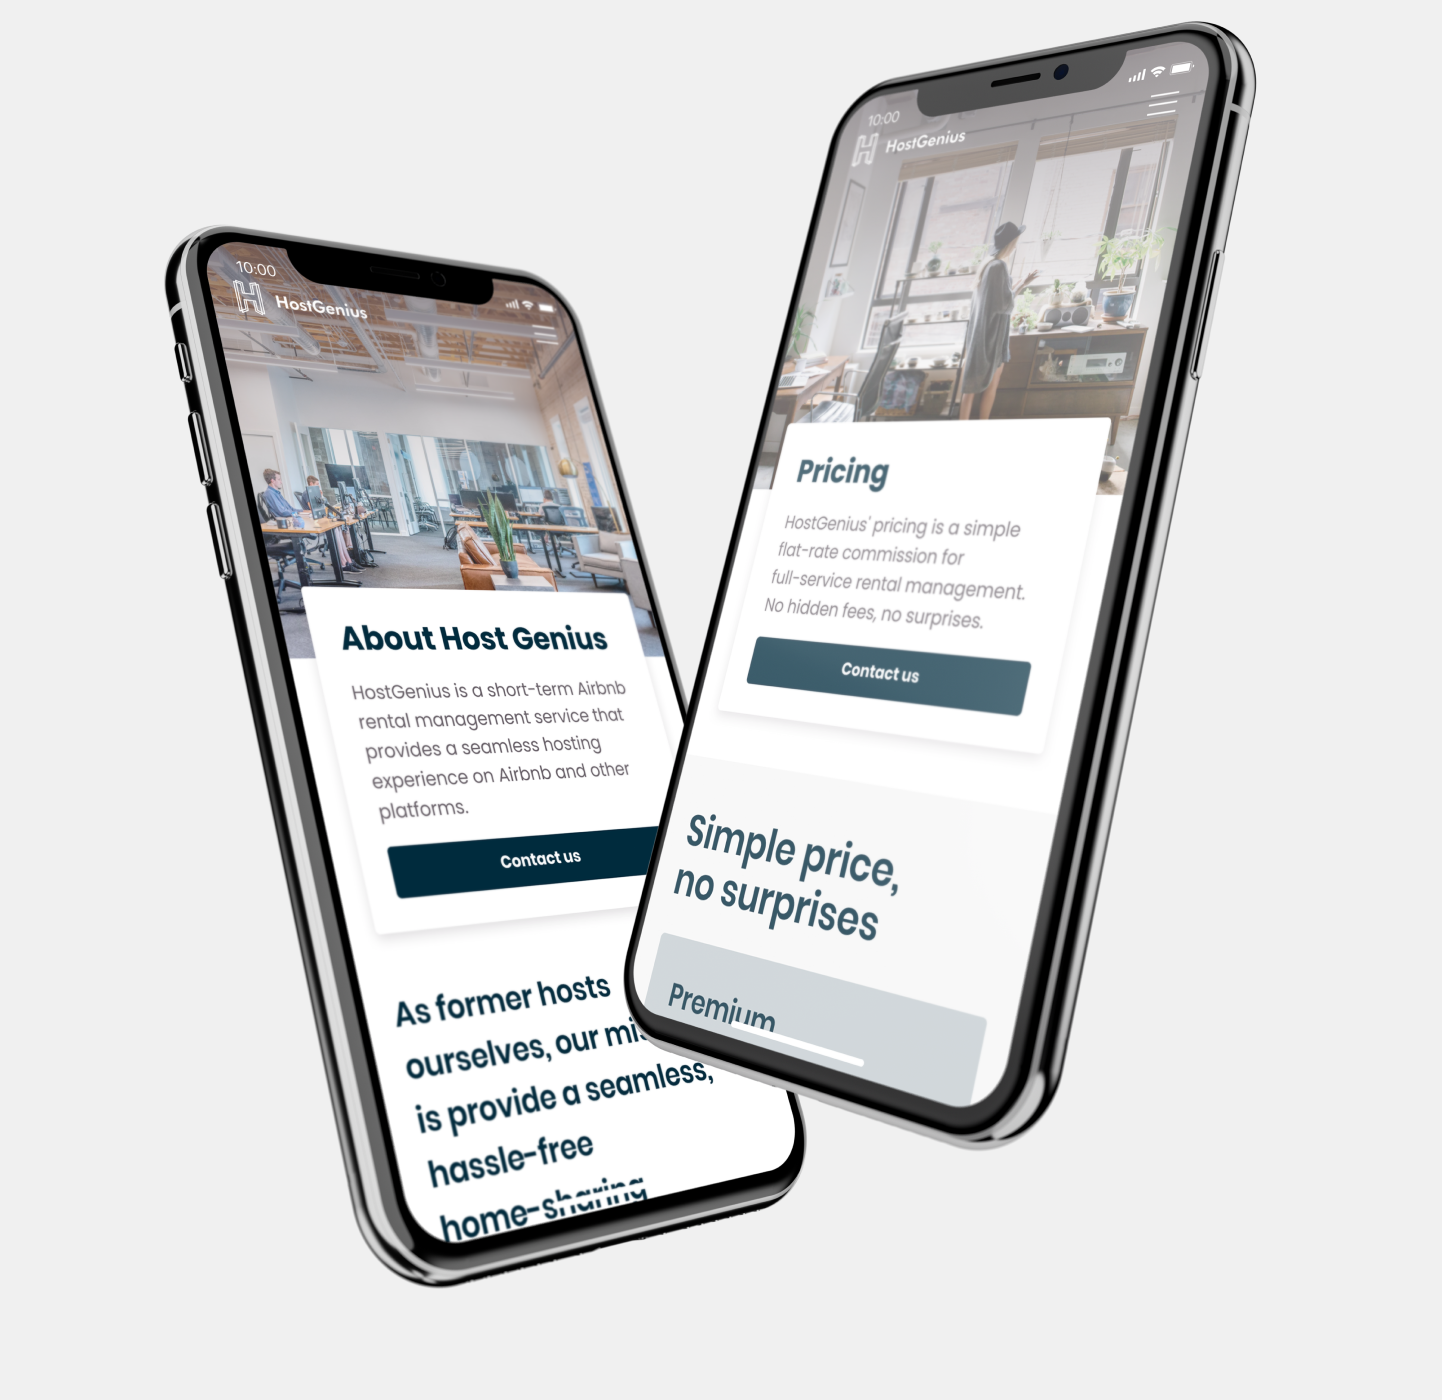 10:00
HostGenius
About Host Genius
HostGenius is a short-term Airbnb
rental management service that
provides a seamless hosting
experience on Airbnb and other
platforms.
Contact us
As former hosts
ourselves, our
is provide a seamless,
hassle-free
home-sharing
10:00
HostGenius
Pricing
HostGenius' pricing is a simple
flat-rate commission for
full-service rental management.
No hidden fees, no surprises.
Contact us
Simple price,
no surprises
Premium